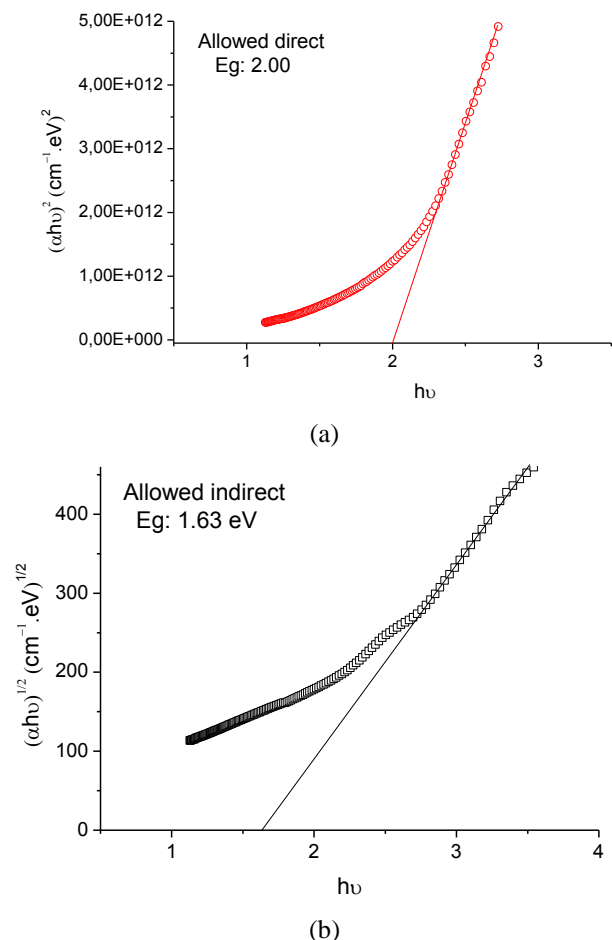 Allowed direct
Eg: 2.00
5,00E+012
4,00E+012
3,00E+012
2,00E+012
1,00E+012
0,00E+000
(αhυ)² (cm⁻¹.eV)²
1 2 3
hυ
(a)
Allowed indirect
Eg: 1.63 eV
400
300
200
100
0
(αhυ)¹/² (cm⁻¹.eV)¹/²
1 2 3 4
hυ
(b)